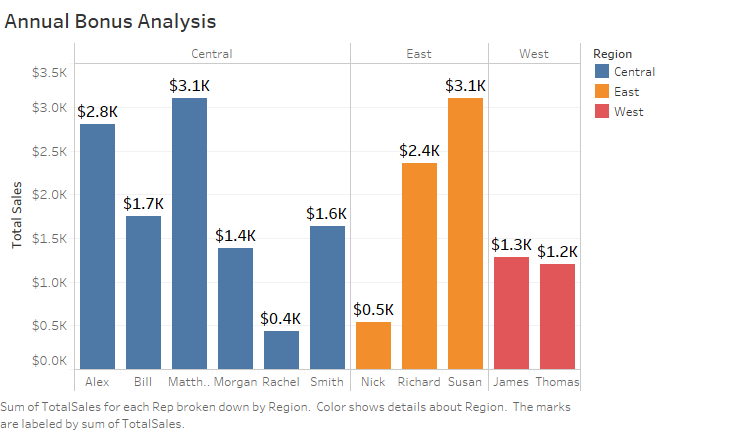 Annual Bonus Analysis
Central East West
Region
Central
East
West
$3.5K
$3.0K
$2.5K
$2.0K
$1.5K
$1.0K
$0.5K
$0.0K
Total Sales
$2.8K $1.7K $3.1K $1.4K $0.4K $1.6K $0.5K $2.4K $3.1K $1.3K $1.2K
Alex Bill Matth.. Morgan Rachel Smith Nick Richard Susan James Thomas
Sum of TotalSales for each Rep broken down by Region. Color shows details about Region. The marks
are labeled by sum of TotalSales.